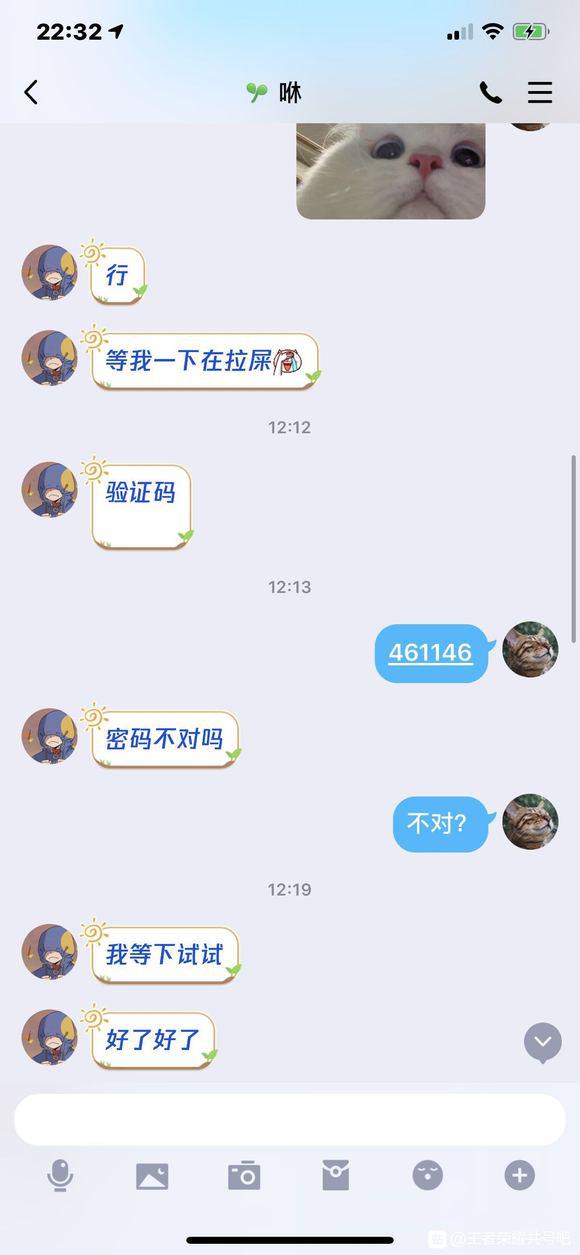 22:32
咻
行
等我一下在拉屎
12:12
验证码
12:13
461146
密码不对吗
不对?
12:19
我等下试试
好了好了
@王者荣耀共号吧